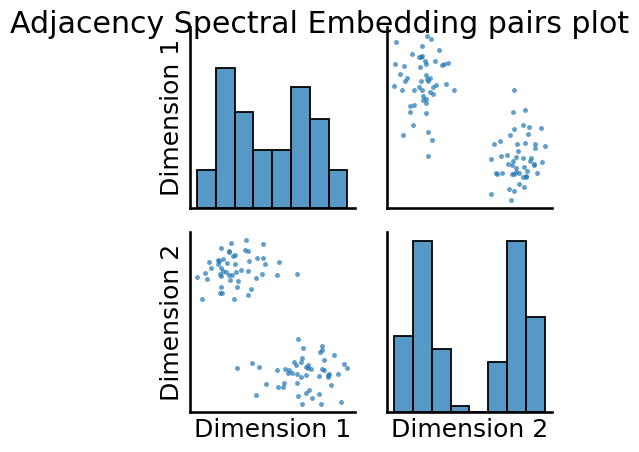 Adjacency Spectral Embedding pairs plot
Dimension 1
Dimension 2
Dimension 1
Dimension 2